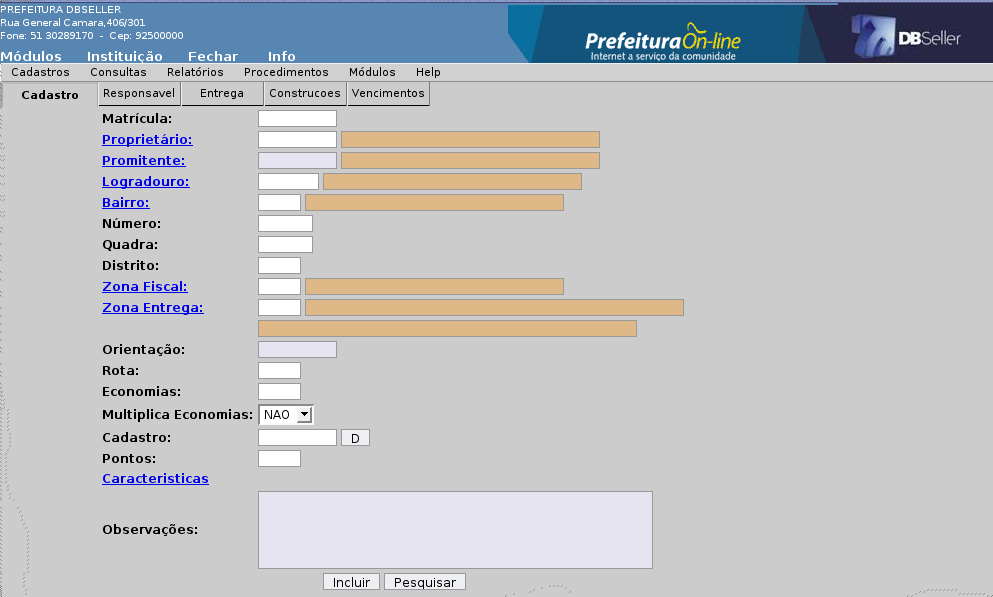 PREFEITURA DBSELLER
Rua General Camara,406/301
Fone: 51 30289170 - Cep: 92500000
Prefeitura On-line
Internet a serviço da comunidade
DBSeller
Módulos Instituição Fechar Info
Cadastros Consultas Relatórios Procedimentos Módulos Help
Cadastro Responsavel Entrega Construcoes Vencimentos
Matrícula:
Proprietário:
Promitente:
Logradouro:
Bairro:
Número:
Quadra:
Distrito:
Zona Fiscal:
Zona Entrega:
Orientação:
Rota:
Economias:
Multiplica Economias: NAO
Cadastro: D
Pontos:
Caracteristicas
Observações:
Incluir Pesquisar